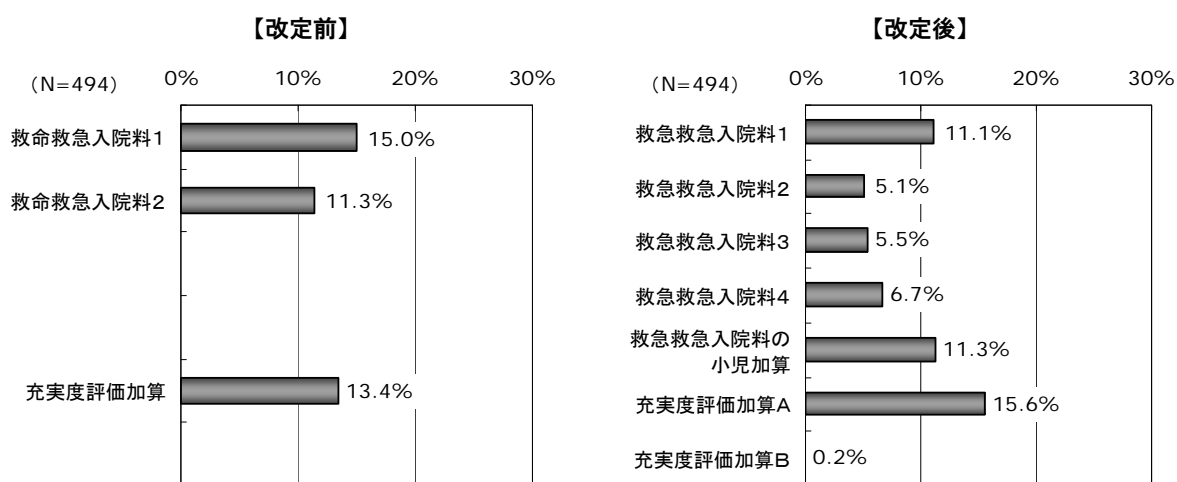 【改定前】
(N=494)
0% 10% 20% 30%
救命救急入院料1
15.0%
救命救急入院料2
11.3%
充実度評価加算
13.4%
【改定後】
(N=494)
0% 10% 20% 30%
救急救急入院料1
11.1%
救急救急入院料2
5.1%
救急救急入院料3
5.5%
救急救急入院料4
6.7%
救急救急入院料の
小児加算
11.3%
充実度評価加算A
15.6%
充実度評価加算B
0.2%